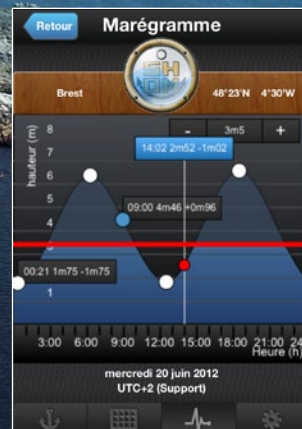 Retour
Marégramme
SHOM
Brest 48°23'N 4°30'W
hauteur (m)
8
7
6
5
4
3
1
- 3m5 +
14:02 2m52 -1m02
09:00 4m46 +0m96
00:21 1m75 -1m75
3:00 6:00 9:00 12:00 15:00 18:00 21:00 24
Heure (h)
mercredi 20 juin 2012
UTC+2 (Support)